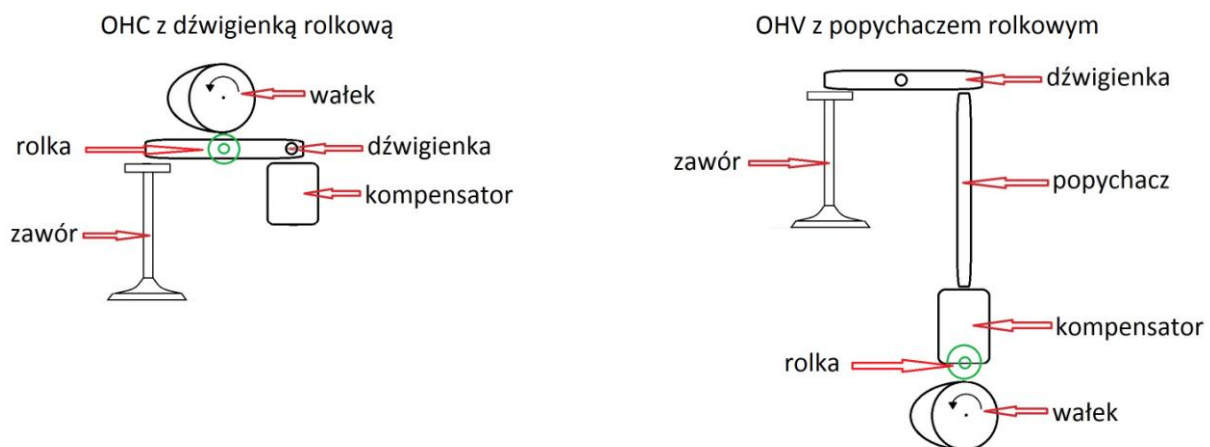 OHC z dźwigienką rolkową
wałek
rolka
dźwigienka
kompensator
zawór
OHV z popychaczem rolkowym
dźwigienka
zawór
popychacz
kompensator
rolka
wałek